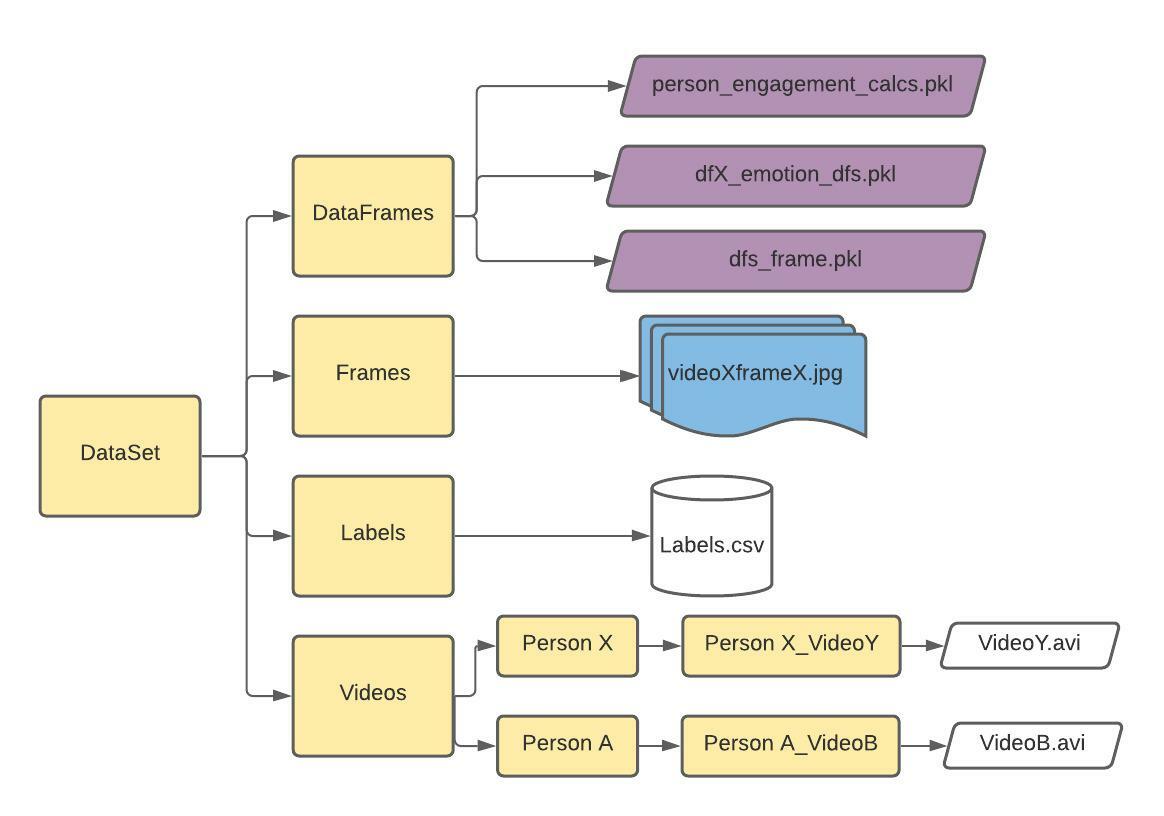 person_engagement_calcs.pkl
dfX_emotion_dfs.pkl
DataFrames
dfs_frame.pkl
Frames
videoXframeX.jpg
DataSet
Labels
Labels.csv
Person X
Person X_VideoY
VideoY.avi
Videos
Person A
Person A_VideoB
VideoB.avi